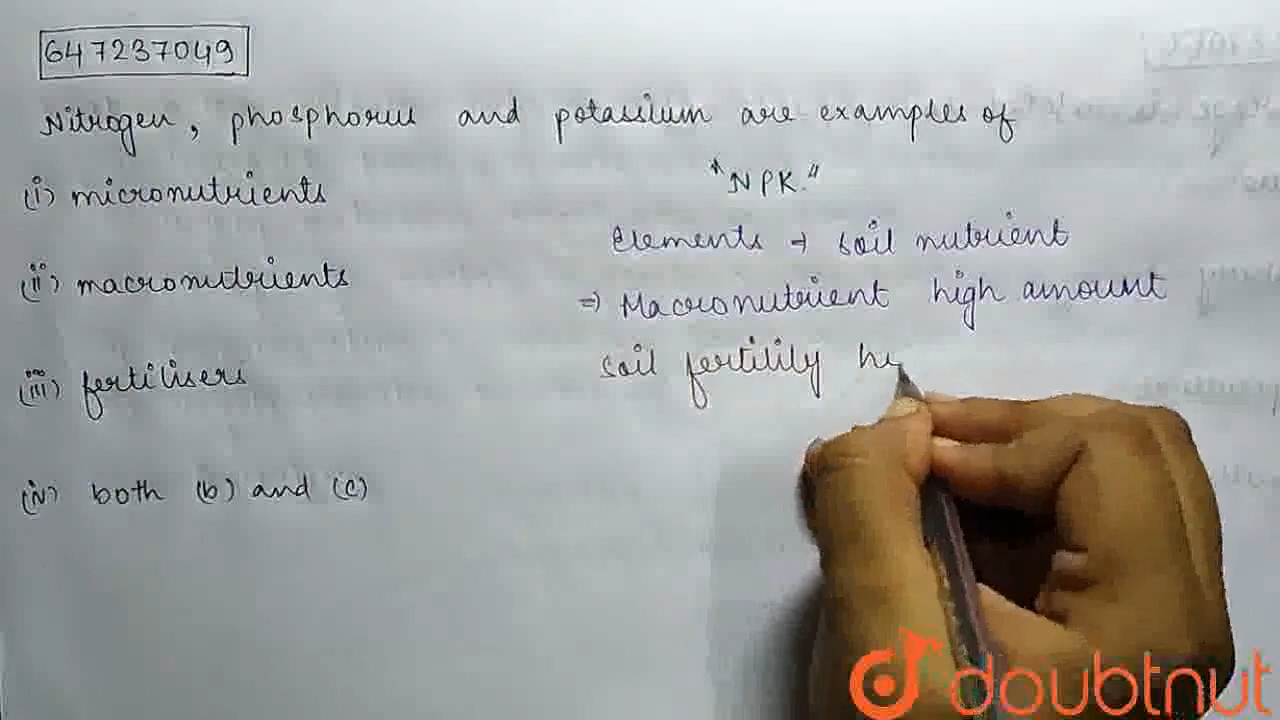 647237049
Nitrogen, phosphorus and potassium are examples of
"NPK."
(i) micronutrients
Elements → soil nutrient
(ii) macronutrients
⇒ Macronutrient high amount
soil fertility
(iii) fertilisers
(iv) both (b) and (c)
doubtnut